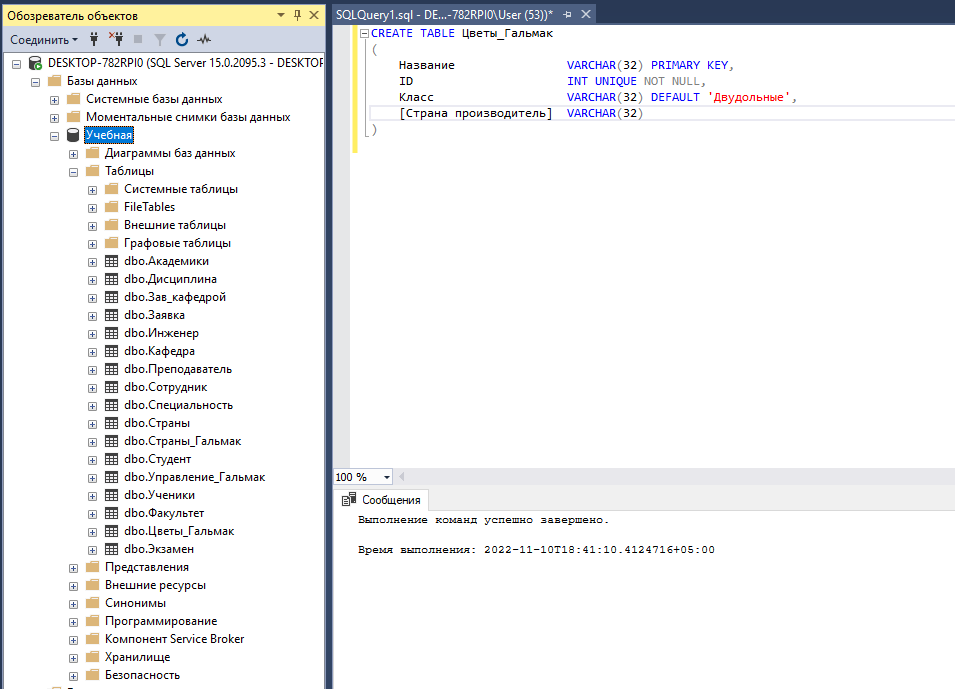 Обозреватель объектов
Соединить
DESKTOP-782RPI0 (SQL Server 15.0.2095.3 - DESKTOP
Базы данных
Системные базы данных
Моментальные снимки базы данных
Учебная
Диаграммы баз данных
Таблицы
Системные таблицы
FileTables
Внешние таблицы
Графовые таблицы
dbo.Академики
dbo.Дисциплина
dbo.Зав_кафедрой
dbo.Заявка
dbo.Инженер
dbo.Кафедра
dbo.Преподаватель
dbo.Сотрудник
dbo.Специальность
dbo.Страны
dbo.Страны_Гальмак
dbo.Студент
dbo.Управление_Гальмак
dbo.Ученики
dbo.Факультет
dbo.Цветы_Гальмак
dbo.Экзамен
Представления
Внешние ресурсы
Синонимы
Программирование
Компонент Service Broker
Хранилище
Безопасность
SQLQuery1.sql - DE...-782RPI0\User (53))*
CREATE TABLE Цветы_Гальмак
(
Название VARCHAR(32) PRIMARY KEY,
ID INT UNIQUE NOT NULL,
Класс VARCHAR(32) DEFAULT 'Двудольные',
[Страна производитель] VARCHAR(32)
)
100 %
Сообщения
Выполнение команд успешно завершено.
Время выполнения: 2022-11-10T18:41:10.4124716+05:00